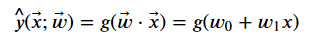 ŷ(x⃗; w⃗) = g(w⃗ · x⃗) = g(w₀ + w₁x)